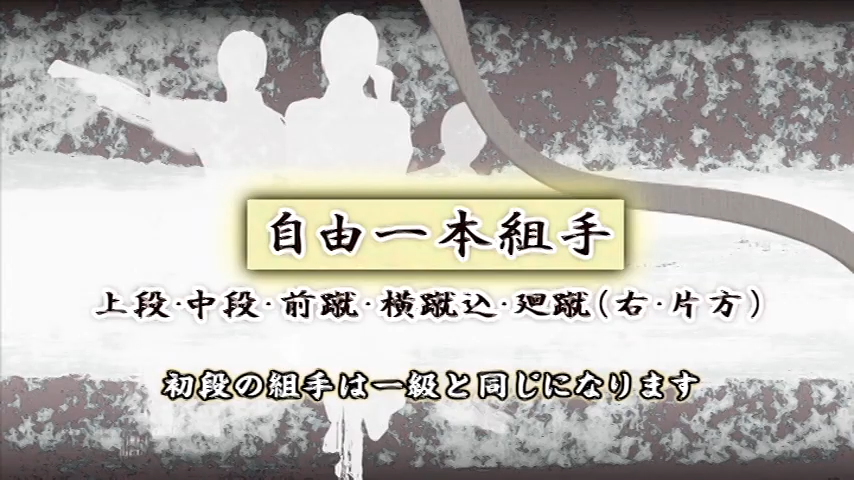 自由一本組手
上段・中段・前蹴・横蹴込・廻蹴(右・片方)
初段の組手は一級と同じになります